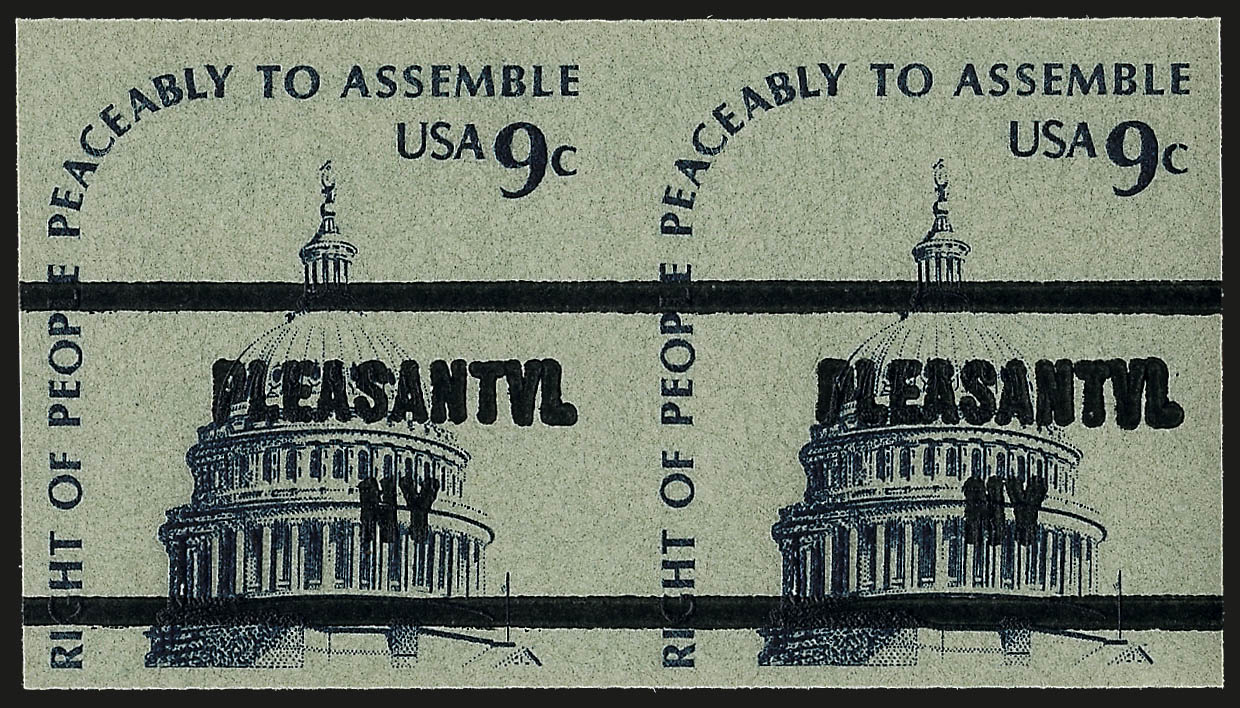 RIGHT OF PEOPLE PEACEABLY TO ASSEMBLE
USA 9c
PLEASANTVL
NY
RIGHT OF PEOPLE PEACEABLY TO ASSEMBLE
USA 9c
PLEASANTVL
NY